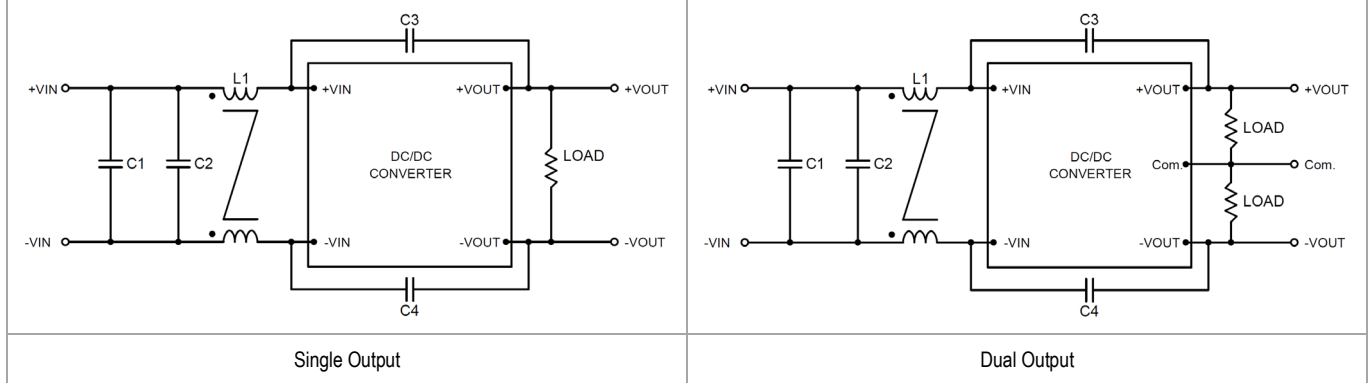 C3
L1
+VIN
+VIN
+VOUT
+VOUT
C1
C2
DC/DC
CONVERTER
LOAD
-VIN
-VIN
-VOUT
-VOUT
C4
Single Output
C3
L1
+VIN
+VIN
+VOUT
+VOUT
LOAD
C1
C2
DC/DC
CONVERTER
Com.
Com.
LOAD
-VIN
-VIN
-VOUT
-VOUT
C4
Dual Output